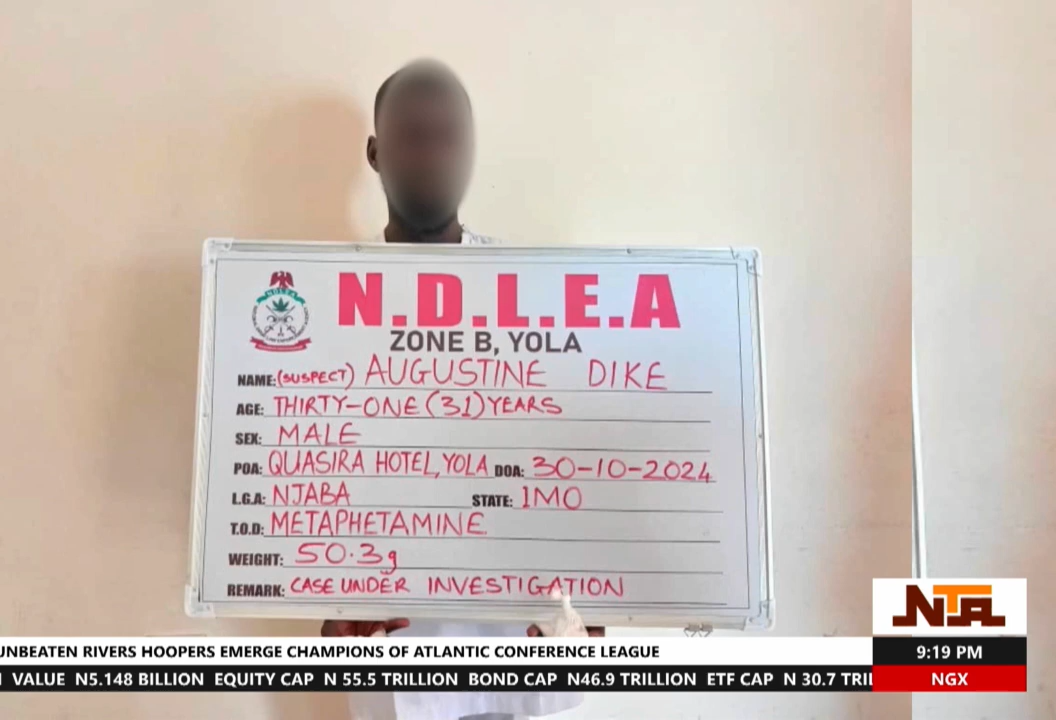 N.D.L.E.A
ZONE B, YOLA
NAME:(SUSPECT) AUGUSTINE DIKE
AGE: THIRTY-ONE (31) YEARS
SEX: MALE
POA: QUASIRA HOTEL, YOLA DOA: 30-10-2024
L.G.A: NJABA STATE: IMO
T.O.D: METAPHETAMINE
WEIGHT: 50.3g
REMARK: CASE UNDER INVESTIGATION
NTA
UNBEATEN RIVERS HOOPERS EMERGE CHAMPIONS OF ATLANTIC CONFERENCE LEAGUE
9:19 PM
VALUE N5.148 BILLION EQUITY CAP N 55.5 TRILLION BOND CAP N46.9 TRILLION ETF CAP N 30.7
NGX